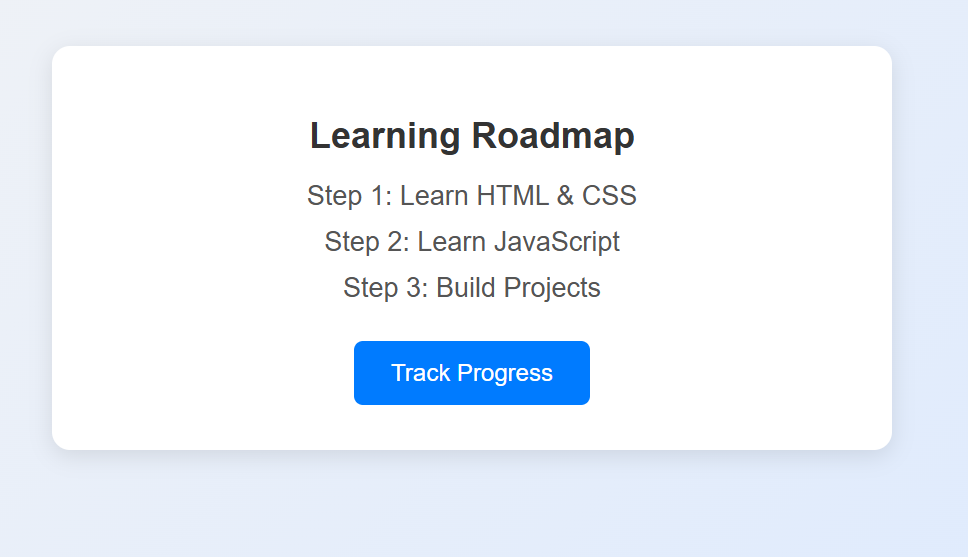 Learning Roadmap
Step 1: Learn HTML & CSS
Step 2: Learn JavaScript
Step 3: Build Projects
Track Progress